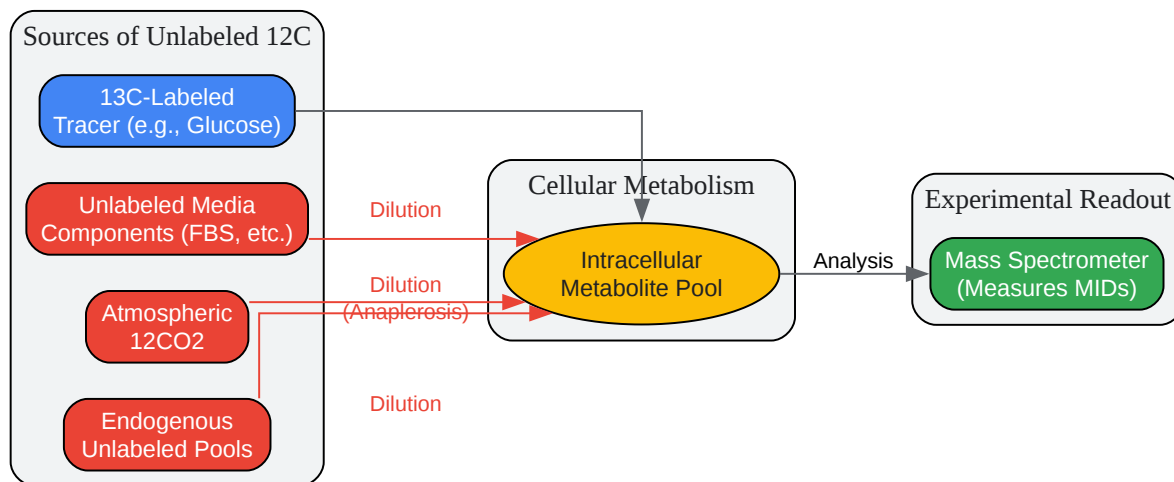 Sources of Unlabeled 12C
13C-Labeled
Tracer (e.g., Glucose)
Unlabeled Media
Components (FBS, etc.)
Atmospheric
12CO2
Endogenous
Unlabeled Pools
Dilution
Dilution
(Anaplerosis)
Dilution
Cellular Metabolism
Intracellular
Metabolite Pool
Analysis
Experimental Readout
Mass Spectrometer
(Measures MIDs)